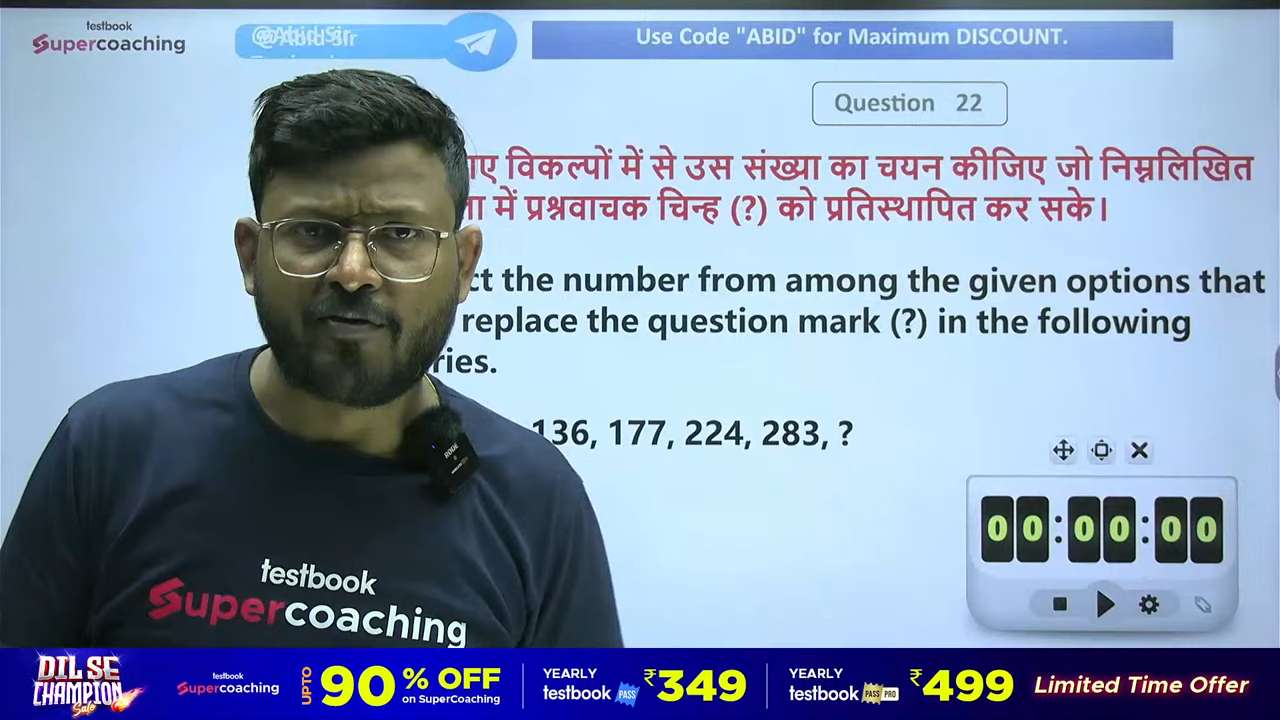 testbook
Supercoaching
@Abid Sir
Use Code "ABID" for Maximum DISCOUNT.
Question 22
विकल्पों में से उस संख्या का चयन कीजिए जो निम्नलिखित
में प्रश्नवाचक चिन्ह (?) को प्रतिस्थापित कर सके।
the number from among the given options that
replace the question mark (?) in the following
136, 177, 224, 283, ?
00:00:00
RODE
testbook
Supercoaching
DIL SE
CHAMPION
Sale
testbook
Supercoaching
UPTO 90% OFF
on SuperCoaching
YEARLY
testbook PASS
₹349
YEARLY
testbook PASS PRO
₹499
Limited Time Offer